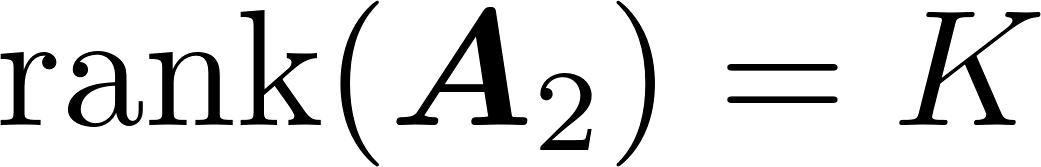 rank(𝑨₂) = K